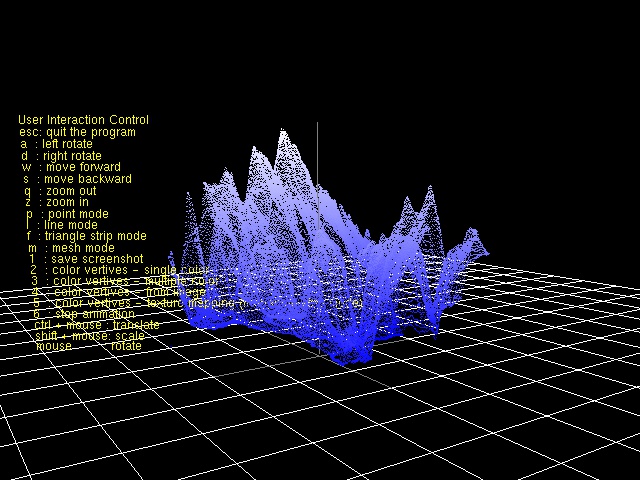 User Interaction Control
esc: quit the program
a : left rotate
d : right rotate
w : move forward
s : move backward
q : zoom out
z : zoom in
p : point mode
l : line mode
f : triangle strip mode
m : mesh mode
1 : save screenshot
2 : color vertives - single color
3 : color vertives - multiple color
4 : color vertives - from image
5 : color vertives - texture mapping
6 : stop animation
ctrl + mouse : translate
shift + mouse: scale
mouse rotate